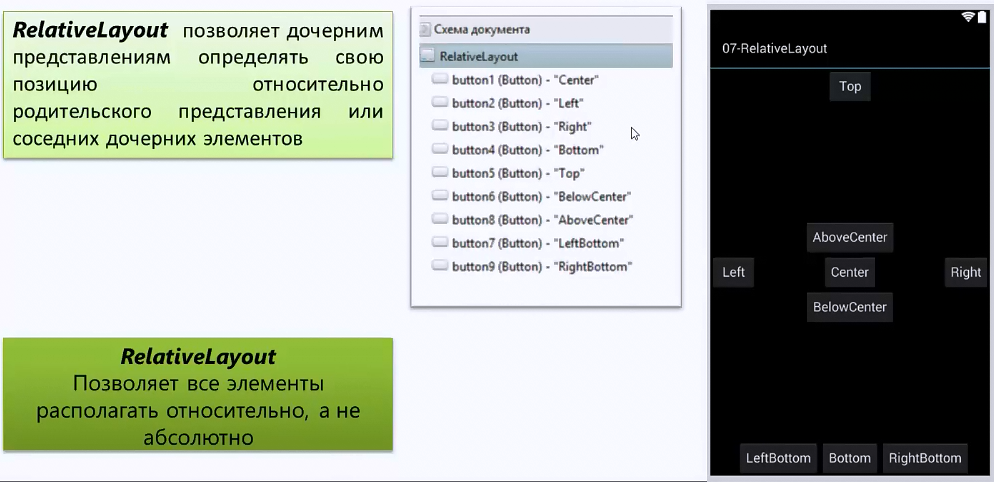 RelativeLayout позволяет дочерним
представлениям определять свою
позицию относительно
родительского представления или
соседних дочерних элементов
RelativeLayout
Позволяет все элементы
располагать относительно, а не
абсолютно
Схема документа
RelativeLayout
button1 (Button) - "Center"
button2 (Button) - "Left"
button3 (Button) - "Right"
button4 (Button) - "Bottom"
button5 (Button) - "Top"
button6 (Button) - "BelowCenter"
button8 (Button) - "AboveCenter"
button7 (Button) - "LeftBottom"
button9 (Button) - "RightBottom"
07-RelativeLayout
Top
AboveCenter
Left Center Right
BelowCenter
LeftBottom Bottom RightBottom